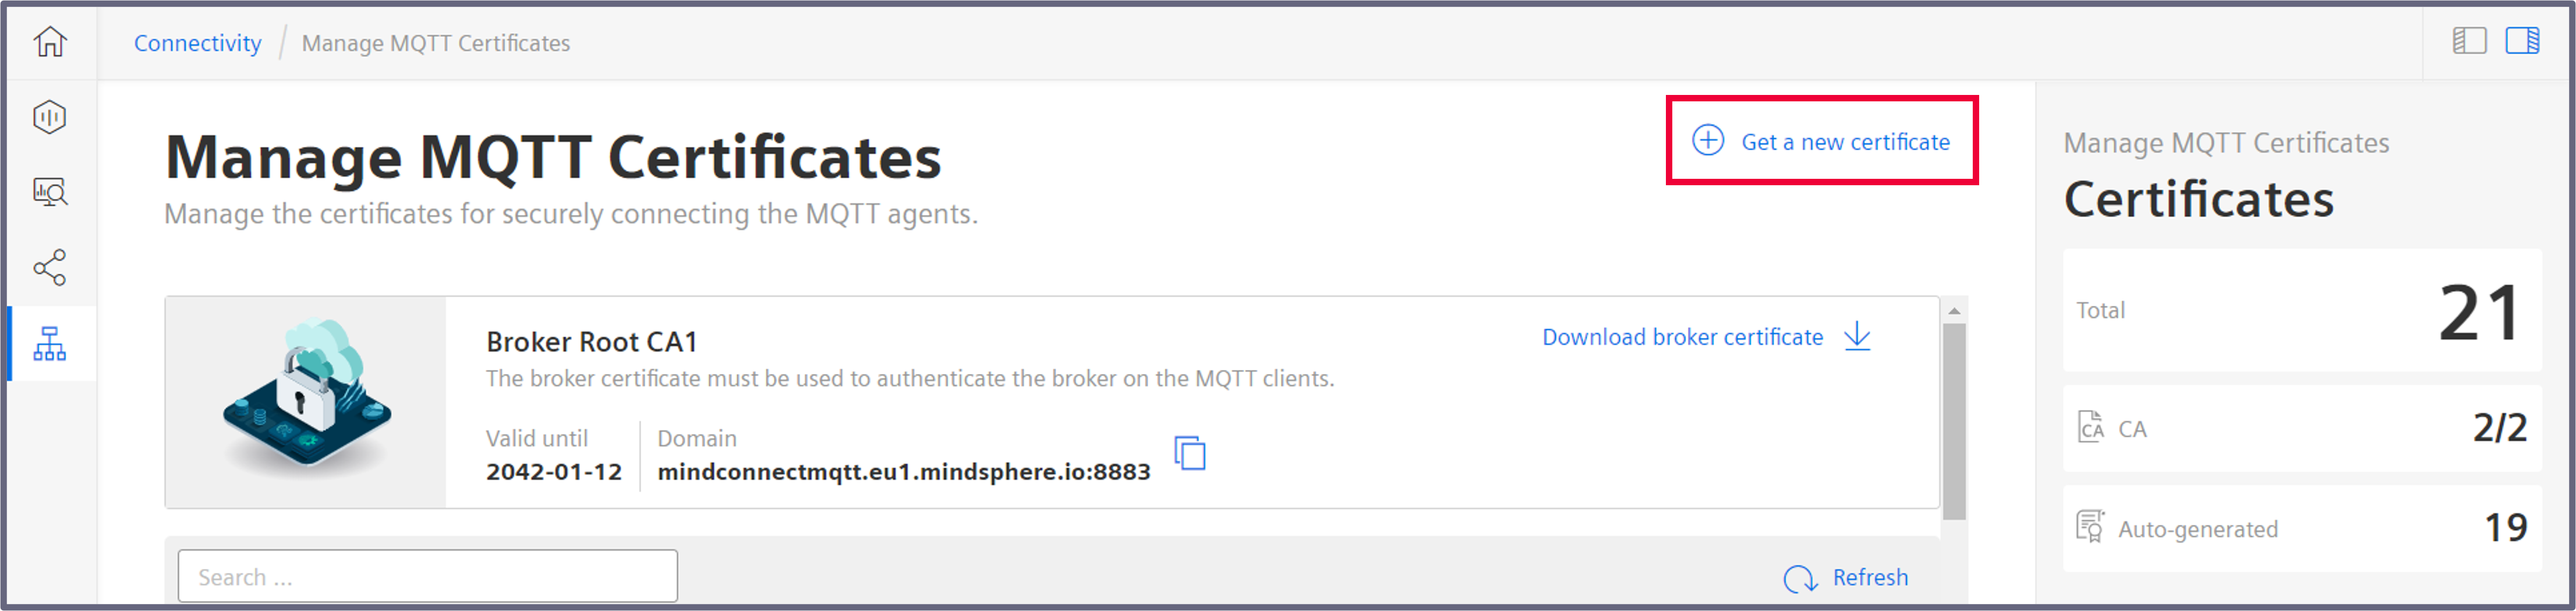 Connectivity / Manage MQTT Certificates
Manage MQTT Certificates
Manage the certificates for securely connecting the MQTT agents.
Get a new certificate
Broker Root CA1
The broker certificate must be used to authenticate the broker on the MQTT clients.
Download broker certificate
Valid until
2042-01-12
Domain
mindconnectmqtt.eu1.mindsphere.io:8883
Search ...
Refresh
Manage MQTT Certificates
Certificates
Total 21
CA CA 2/2
Auto-generated 19